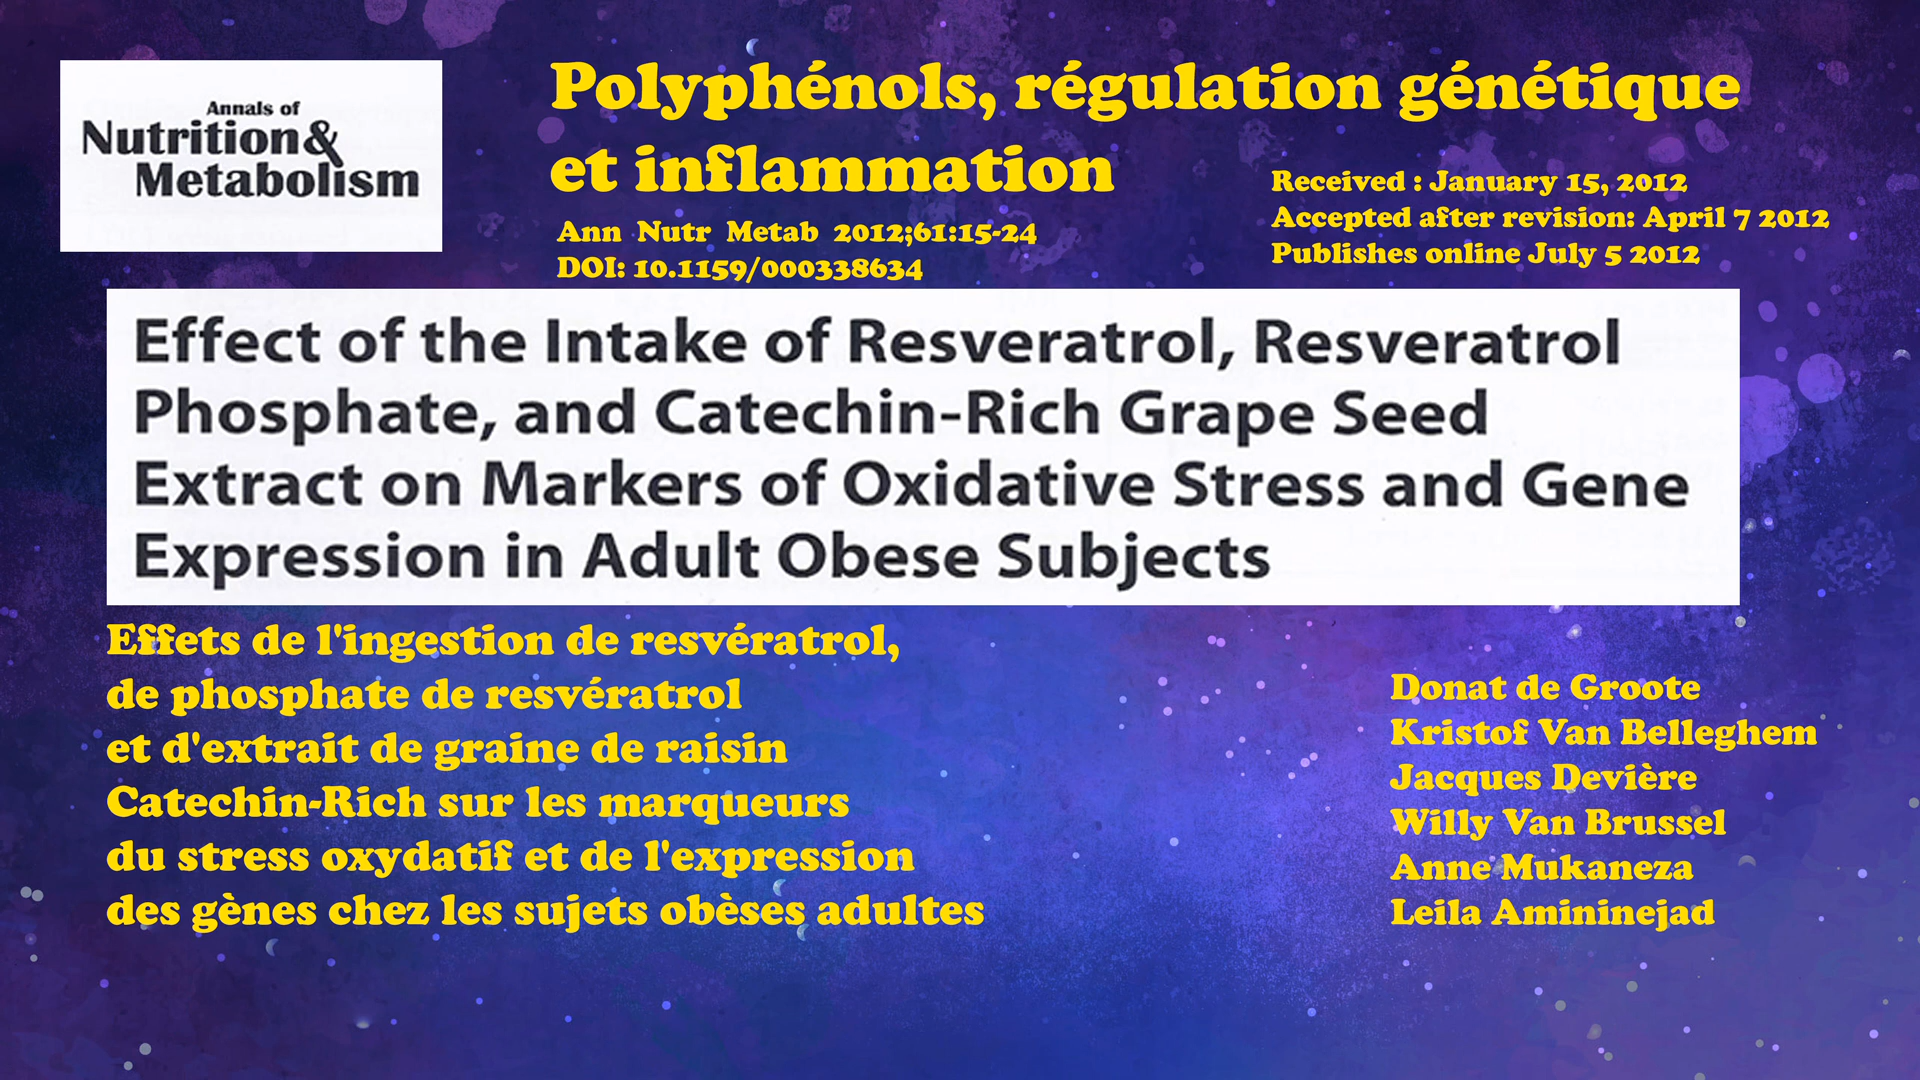 Annals of
Nutrition&
Metabolism
Polyphénols, régulation génétique
et inflammation
Ann Nutr Metab 2012;61:15-24
DOI: 10.1159/000338634
Received : January 15, 2012
Accepted after revision: April 7 2012
Publishes online July 5 2012
Effect of the Intake of Resveratrol, Resveratrol
Phosphate, and Catechin-Rich Grape Seed
Extract on Markers of Oxidative Stress and Gene
Expression in Adult Obese Subjects
Effets de l'ingestion de resvératrol,
de phosphate de resvératrol
et d'extrait de graine de raisin
Catechin-Rich sur les marqueurs
du stress oxydatif et de l'expression
des gènes chez les sujets obèses adultes
Donat de Groote
Kristof Van Belleghem
Jacques Devière
Willy Van Brussel
Anne Mukaneza
Leila Amininejad